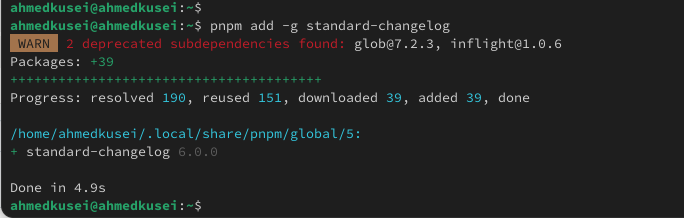 ahmedkusei@ahmedkusei:~$
ahmedkusei@ahmedkusei:~$ pnpm add -g standard-changelog
WARN 2 deprecated subdependencies found: glob@7.2.3, inflight@1.0.6
Packages: +39
+++++++++++++++++++++++++++++++++++++++
Progress: resolved 190, reused 151, downloaded 39, added 39, done
/home/ahmedkusei/.local/share/pnpm/global/5:
+ standard-changelog 6.0.0
Done in 4.9s
ahmedkusei@ahmedkusei:~$